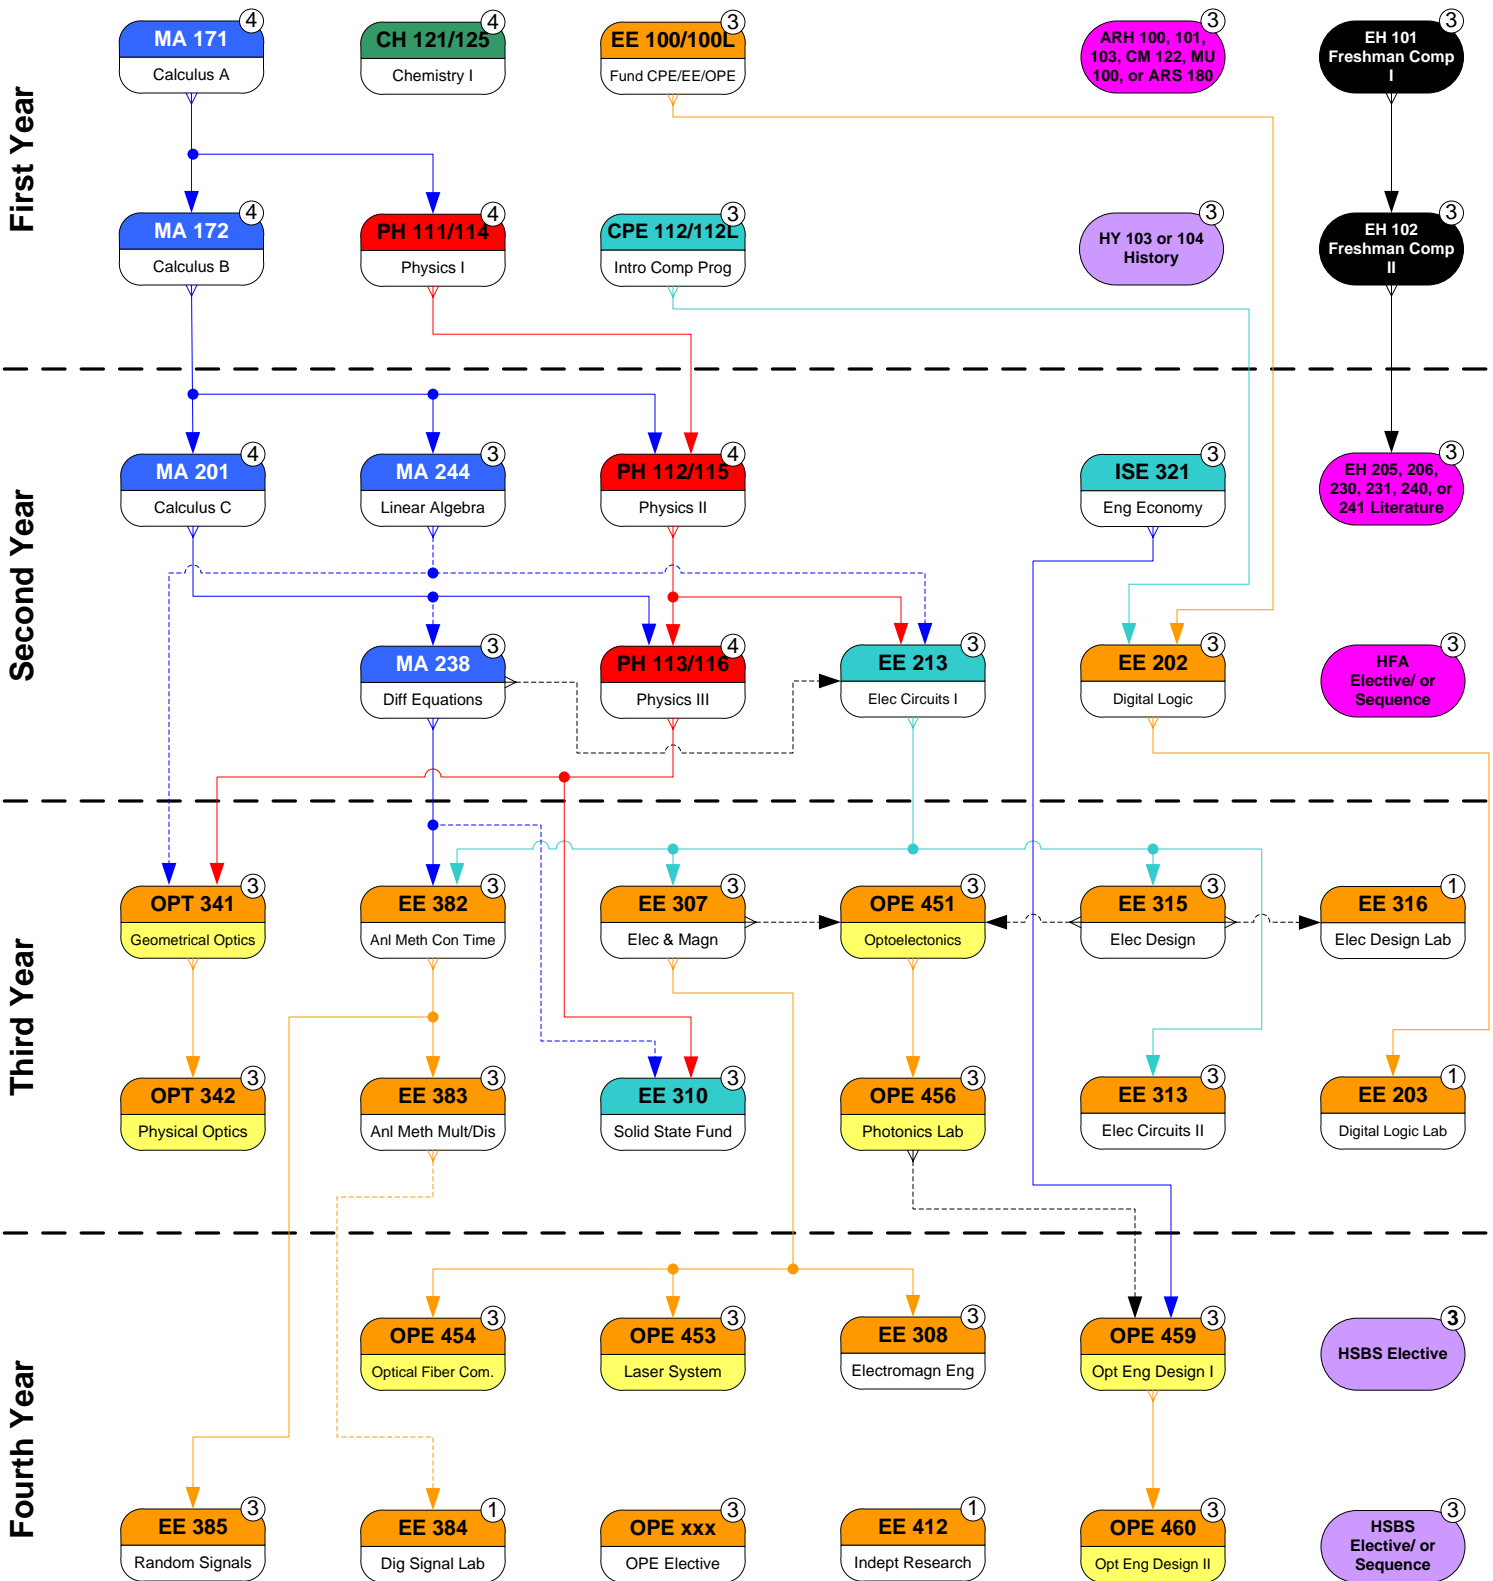 First Year
4
MA 171
Calculus A
4
CH 121/125
Chemistry I
3
EE 100/100L
Fund CPE/EE/OPE
3
ARH 100, 101,
103, CM 122, MU
100, or ARS 180
3
EH 101
Freshman Comp
I
4
MA 172
Calculus B
4
PH 111/114
Physics I
3
CPE 112/112L
Intro Comp Prog
3
HY 103 or 104
History
3
EH 102
Freshman Comp
II
Second Year
4
MA 201
Calculus C
3
MA 244
Linear Algebra
4
PH 112/115
Physics II
3
ISE 321
Eng Economy
3
EH 205, 206,
230, 231, 240, or
241 Literature
3
MA 238
Diff Equations
4
PH 113/116
Physics III
3
EE 213
Elec Circuits I
3
EE 202
Digital Logic
3
HFA
Elective/ or
Sequence
Third Year
3
OPT 341
Geometrical Optics
3
EE 382
Anl Meth Con Time
3
EE 307
Elec & Magn
3
OPE 451
Optoelectonics
3
EE 315
Elec Design
1
EE 316
Elec Design Lab
3
OPT 342
Physical Optics
3
EE 383
Anl Meth Mult/Dis
3
EE 310
Solid State Fund
3
OPE 456
Photonics Lab
3
EE 313
Elec Circuits II
1
EE 203
Digital Logic Lab
Fourth Year
3
OPE 454
Optical Fiber Com.
3
OPE 453
Laser System
3
EE 308
Electromagn Eng
3
OPE 459
Opt Eng Design I
3
HSBS Elective
3
EE 385
Random Signals
1
EE 384
Dig Signal Lab
3
OPE xxx
OPE Elective
1
EE 412
Indept Research
3
OPE 460
Opt Eng Design II
3
HSBS
Elective/ or
Sequence